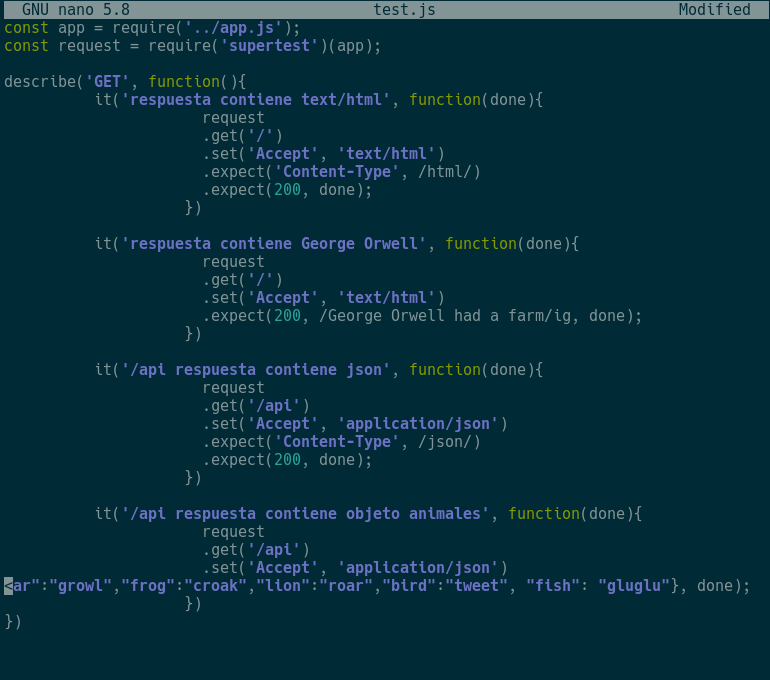 GNU nano 5.8 test.js Modified
const app = require('../app.js');
const request = require('supertest')(app);
describe('GET', function(){
it('respuesta contiene text/html', function(done){
request
.get('/')
.set('Accept', 'text/html')
.expect('Content-Type', /html/)
.expect(200, done);
})
it('respuesta contiene George Orwell', function(done){
request
.get('/')
.set('Accept', 'text/html')
.expect(200, /George Orwell had a farm/ig, done);
})
it('/api respuesta contiene json', function(done){
request
.get('/api')
.set('Accept', 'application/json')
.expect('Content-Type', /json/)
.expect(200, done);
})
it('/api respuesta contiene objeto animales', function(done){
request
.get('/api')
.set('Accept', 'application/json')
<ar":"growl","frog":"croak","lion":"roar","bird":"tweet", "fish": "gluglu"}, done);
})
})